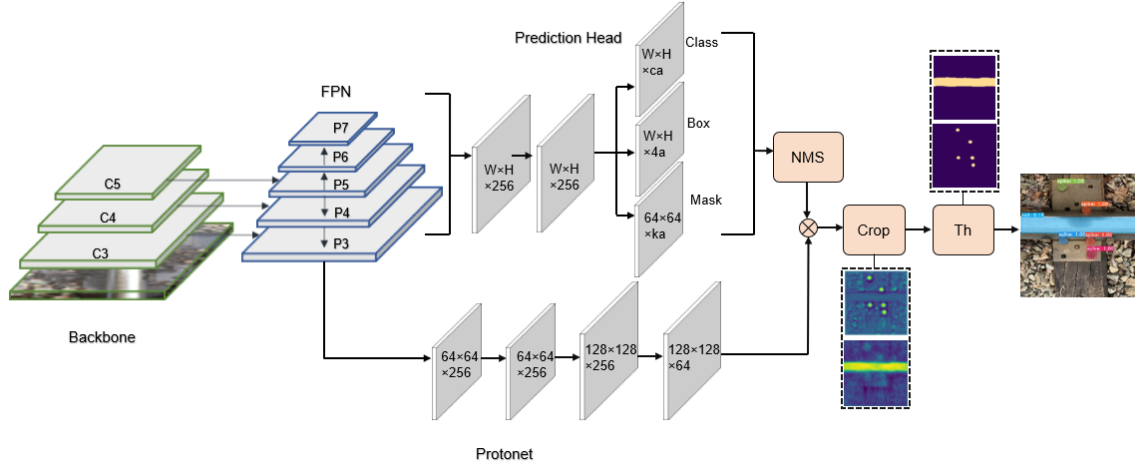 Prediction Head
Class
W×H
×ca
FPN
P7
P6
P5
P4
P3
C5
C4
C3
Backbone
W×H
×256
W×H
×256
Box
W×H
×4a
Mask
64×64
×ka
NMS
Crop
Th
64×64
×256
64×64
×256
128×128
×256
128×128
×64
Protonet